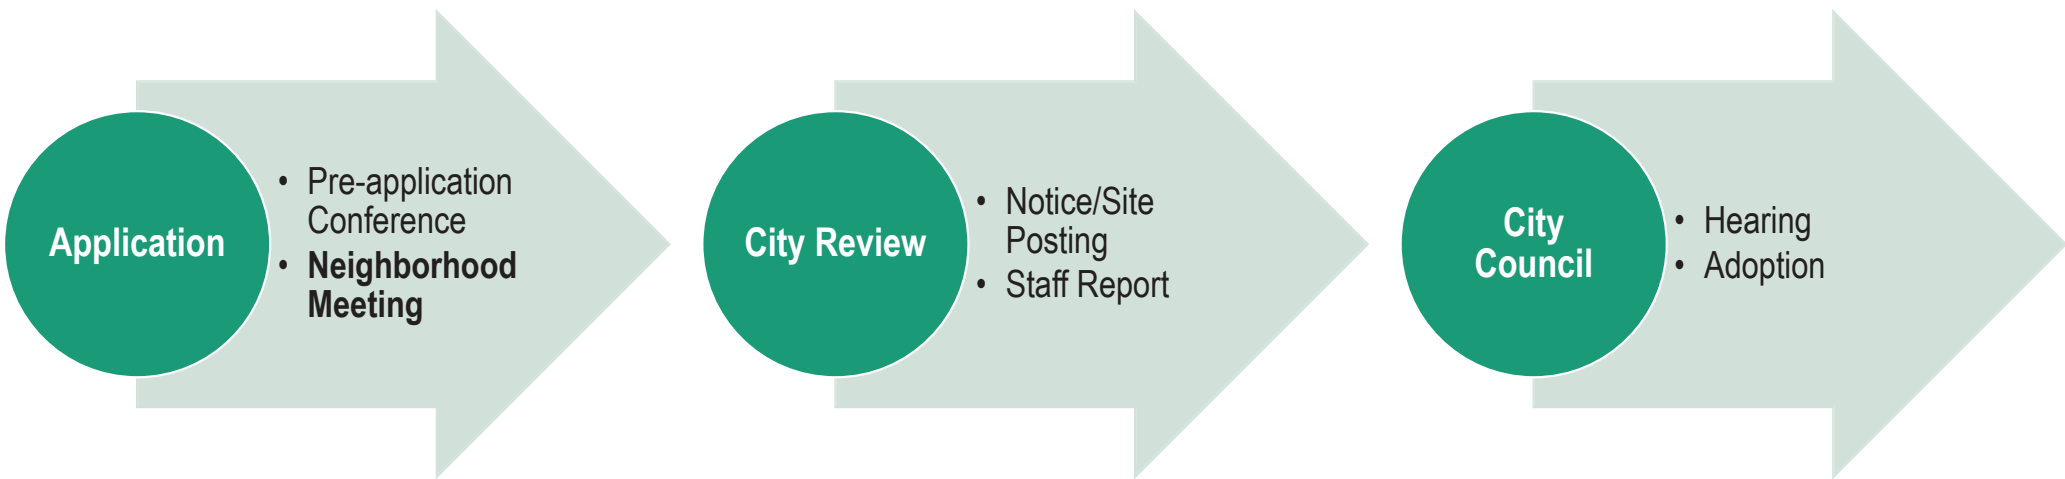 Application
• Pre-application
Conference
• Neighborhood
Meeting
City Review
• Notice/Site
Posting
• Staff Report
City
Council
• Hearing
• Adoption